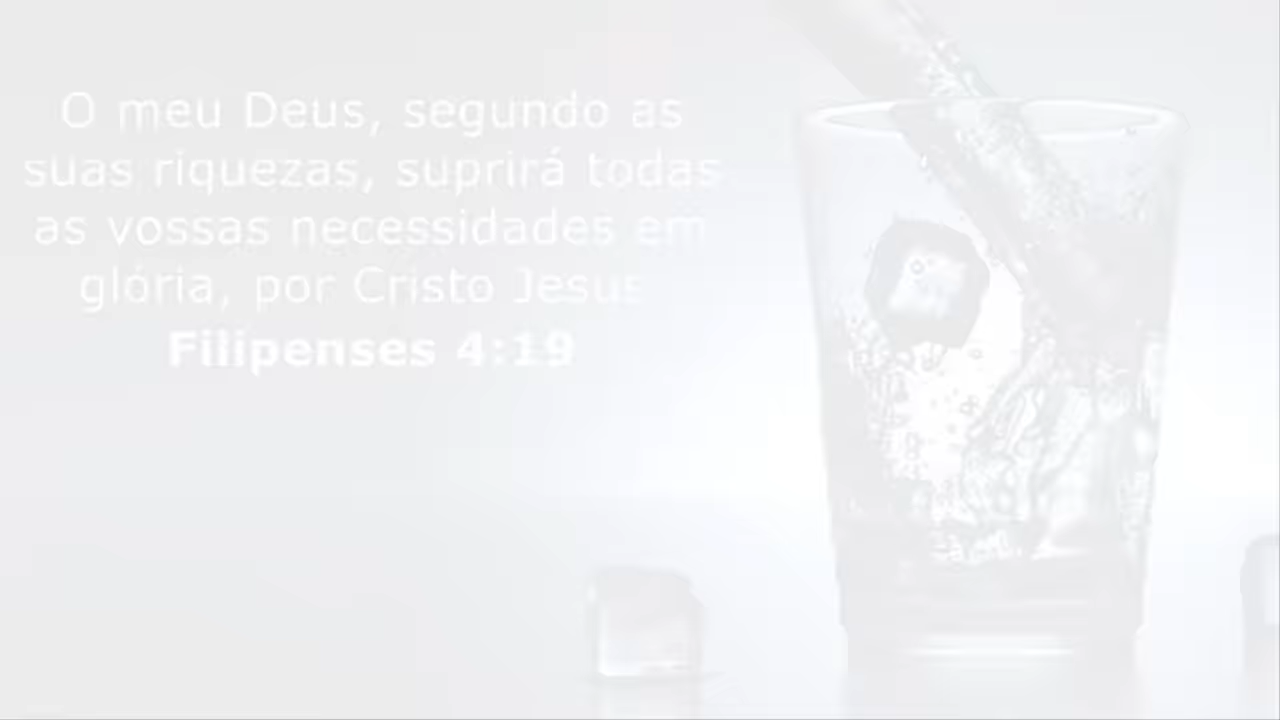 O meu Deus, segundo as
suas riquezas, suprirá todas
as vossas necessidades em
glória, por Cristo Jesus
Filipenses 4:19